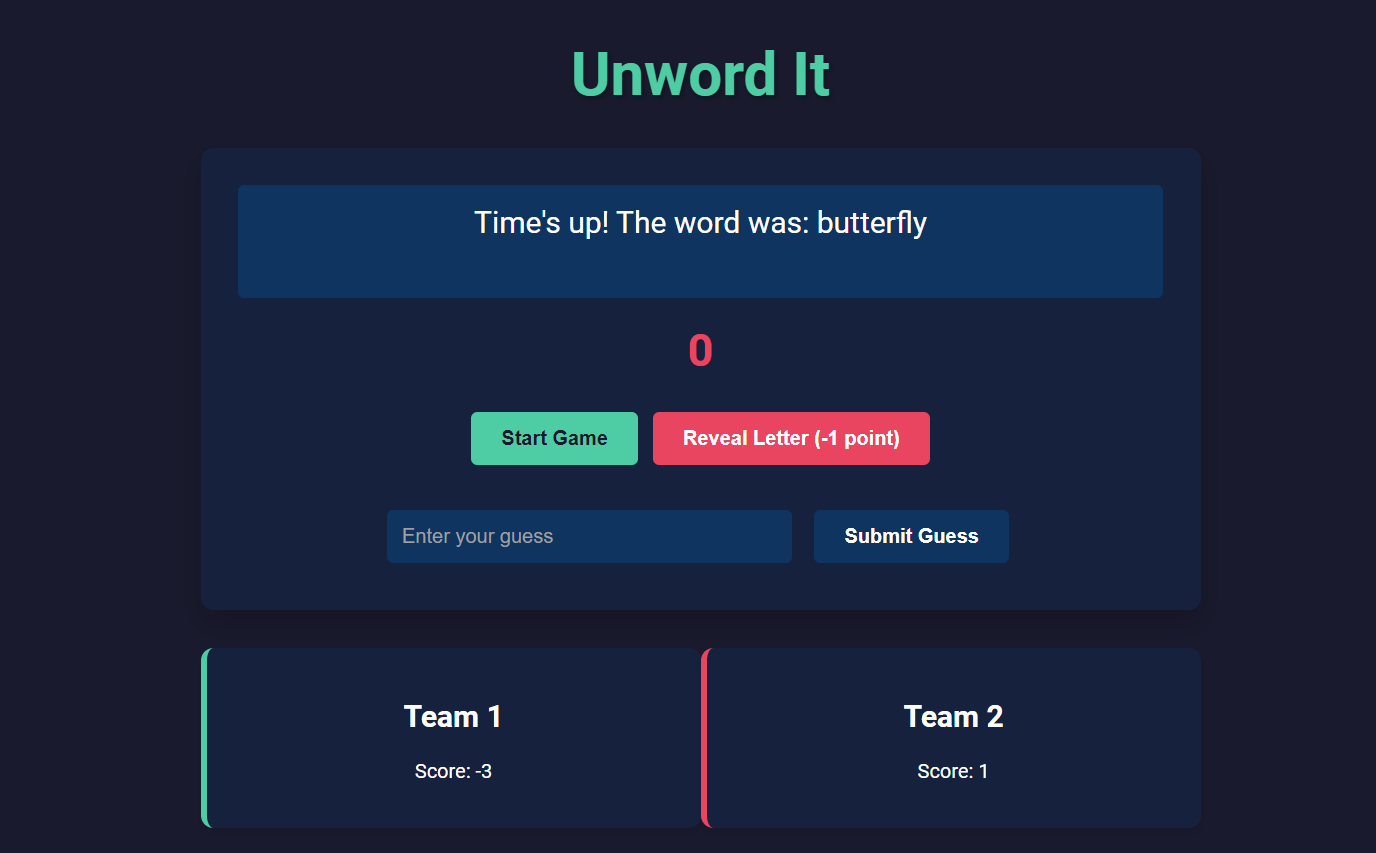 Unword It
Time's up! The word was: butterfly
0
Start Game
Reveal Letter (-1 point)
Enter your guess
Submit Guess
Team 1
Score: -3
Team 2
Score: 1